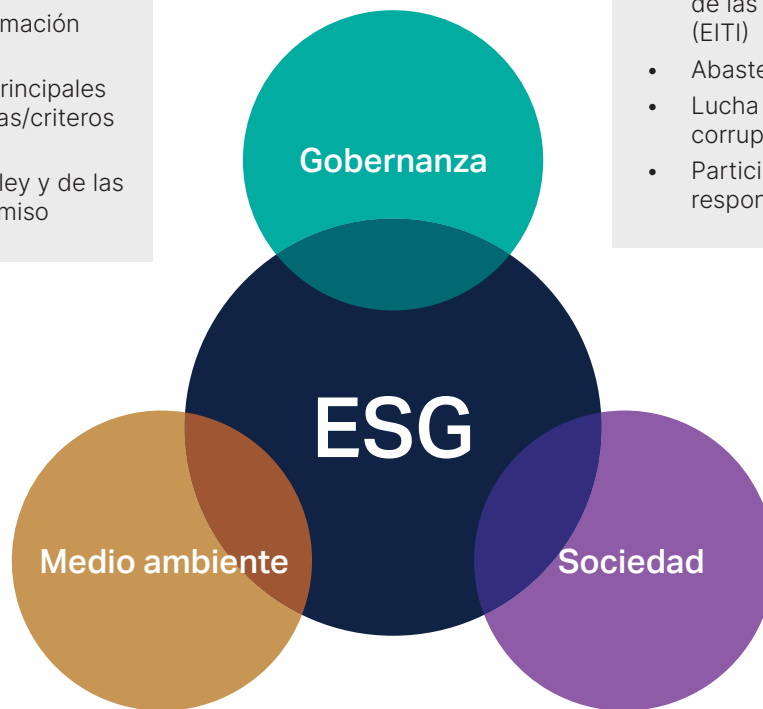 mación
rincipales
as/criteros
ley y de las
miso
de las
(EITI)
• Abaste
• Lucha
corrup
• Partici
respon
Gobernanza
ESG
Medio ambiente
Sociedad